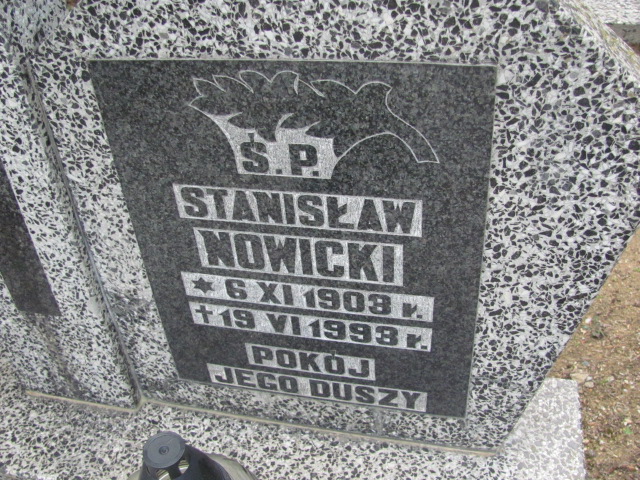 Ś.P.
STANISŁAW
NOWICKI
* 6 XI 1903 r.
† 19 VI 1993 r.
POKÓJ
JEGO DUSZY